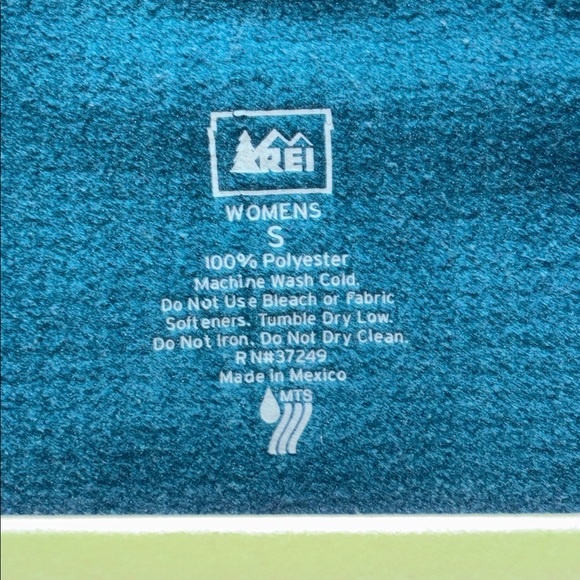 REI
WOMENS
S
100% Polyester
Machine Wash Cold.
Do Not Use Bleach or Fabric
Softeners. Tumble Dry Low.
Do Not Iron. Do Not Dry Clean.
RN#37249
Made in Mexico
MTS